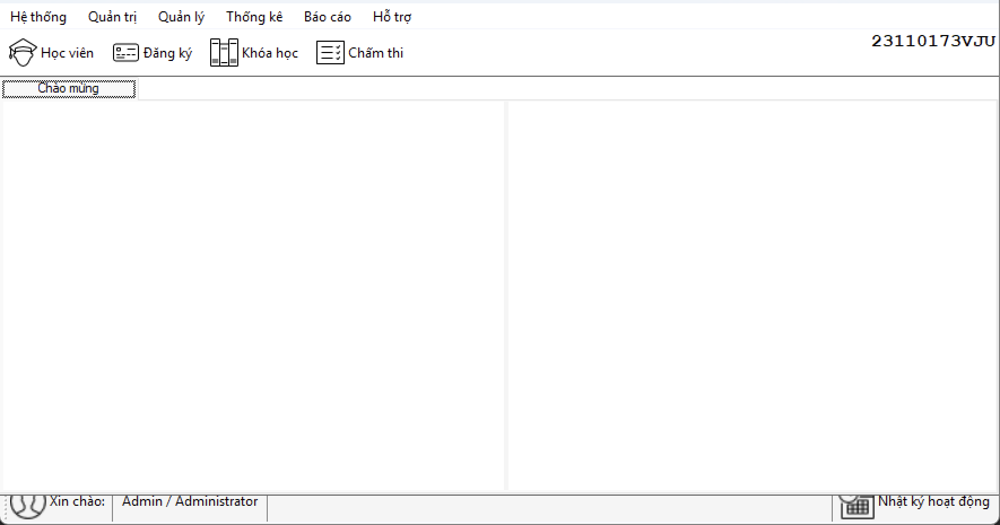 Hệ thống Quản trị Quản lý Thống kê Báo cáo Hỗ trợ
Học viên Đăng ký Khóa học Chấm thi 23110173VJU
Chào mừng
Xin chào: Admin / Administrator Nhật ký hoạt động